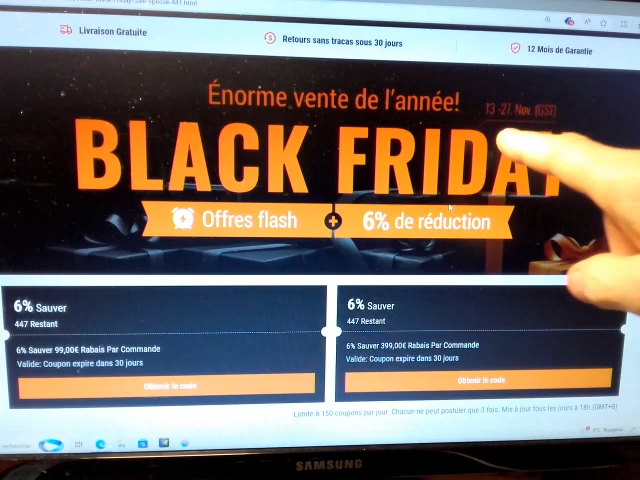 Livraison Gratuite
Retours sans tracas sous 30 jours
12 Mois de Garantie
Énorme vente de l'année!
13 -27. Nov. (GST)
BLACK FRIDAY
Offres flash + 6% de réduction
6% Sauver
447 Restant
6% Sauver 99,00€ Rabais Par Commande
Valide: Coupon expire dans 30 jours
Obtenir le code
6% Sauver
447 Restant
6% Sauver 399,00€ Rabais Par Commande
Valide: Coupon expire dans 30 jours
Obtenir le code
Limite à 150 coupons par jour. Chacun ne peut postuler que 3 fois. Mis à jour tous les jours à 18h.(GMT+8)
SAMSUNG